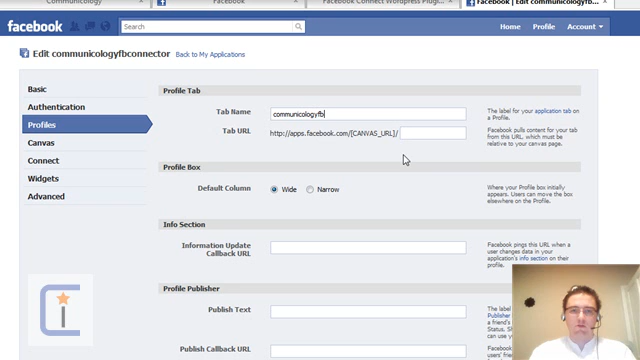 Communicology
Facebook
Facebook Connect Wordpress Plugi...
Facebook | Edit communicologyfb...
facebook
Search
Home
Profile
Account
Edit communicologyfbconnector
Back to My Applications
Basic
Authentication
Profiles
Canvas
Connect
Widgets
Advanced
Profile Tab
Tab Name
communicologyfb
The label for your application tab on
a Profile.
Tab URL
http://apps.facebook.com/[CANVAS_URL]/
Facebook pulls content for your tab
from this URL, which must be
relative to your canvas page.
Profile Box
Default Column
Wide
Narrow
Where your Profile box initially
appears. Users can move the box
elsewhere on the Profile.
Info Section
Information Update
Callback URL
Facebook pings this URL when a
user changes data in your
application's info section on their
profile.
Profile Publisher
Publish Text
The label
Publisher
a friend's
Status. Sh
can use y
Publish Callback URL
users'